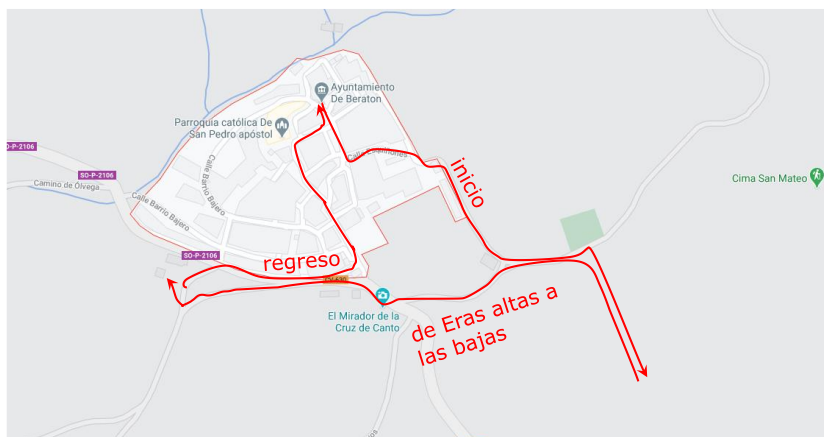 Ayuntamiento
De Beraton
Parroquia católica De
San Pedro apóstol
SO-P-2106
SO-P-2106
Camino de Ólvega
Calle Barrio Bajero
Calle Barrio Bajero
inicio
Cima San Mateo
SO-P-2106
regreso
El Mirador de la
Cruz de Canto
de Eras altas a
las bajas